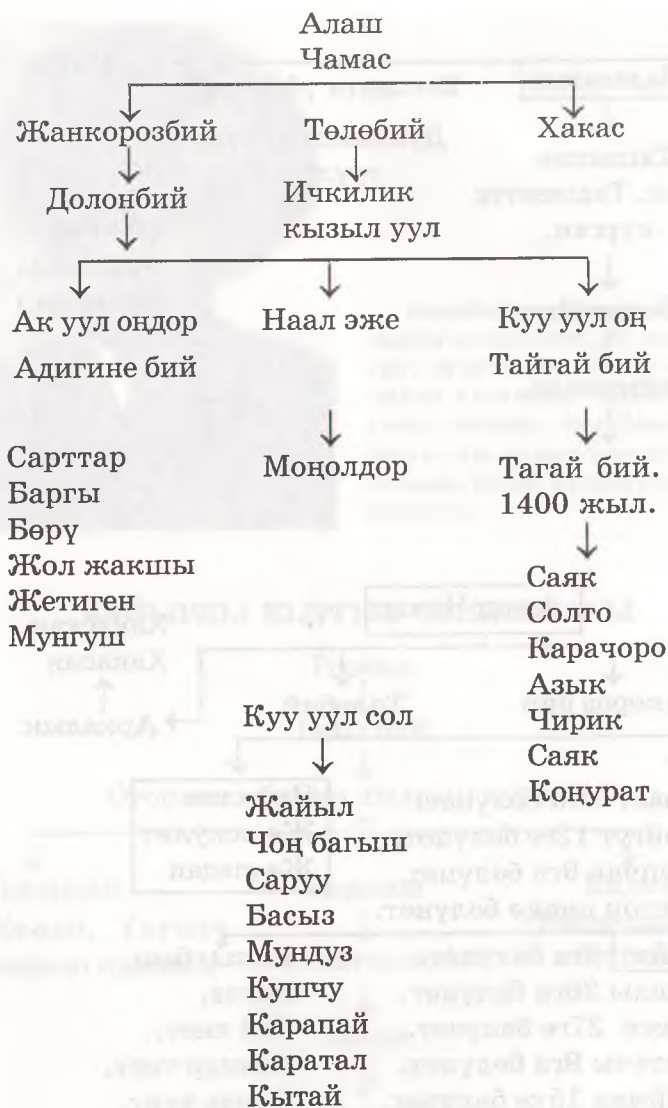 Алаш
Чамас
Жанкорозбий
Төлөбий
Хакас
Долонбий
Ичкилик
кызыл уул
Ак уул оңдор
Адигине бий
Наал эже
Куу уул оң
Тайгай бий
Сарттар
Баргы
Бөрү
Жол жакшы
Жетиген
Мунгуш
Моңолдор
Тагай бий.
1400 жыл.
Саяк
Солто
Карачоро
Азык
Чирик
Саяк
Коңурат
Куу уул сол
Жайыл
Чоң багыш
Саруу
Басыз
Мундуз
Кушчу
Карапай
Каратал
Кытай